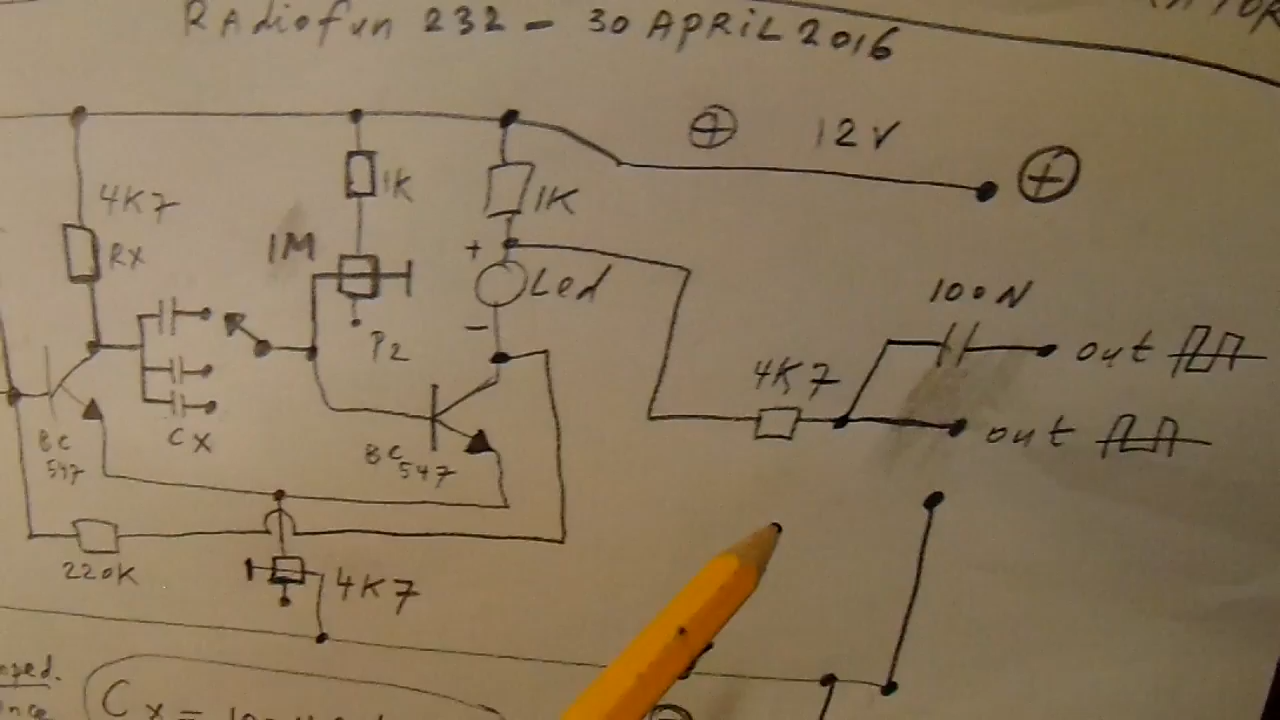 RAdiofun 232 - 30 APRIL 2016
12V
4K7
RX
1K
1K
1M
P2
+
Led
-
100N
out
4K7
out
CX
BC
547
BC
547
220K
4K7
Cx =